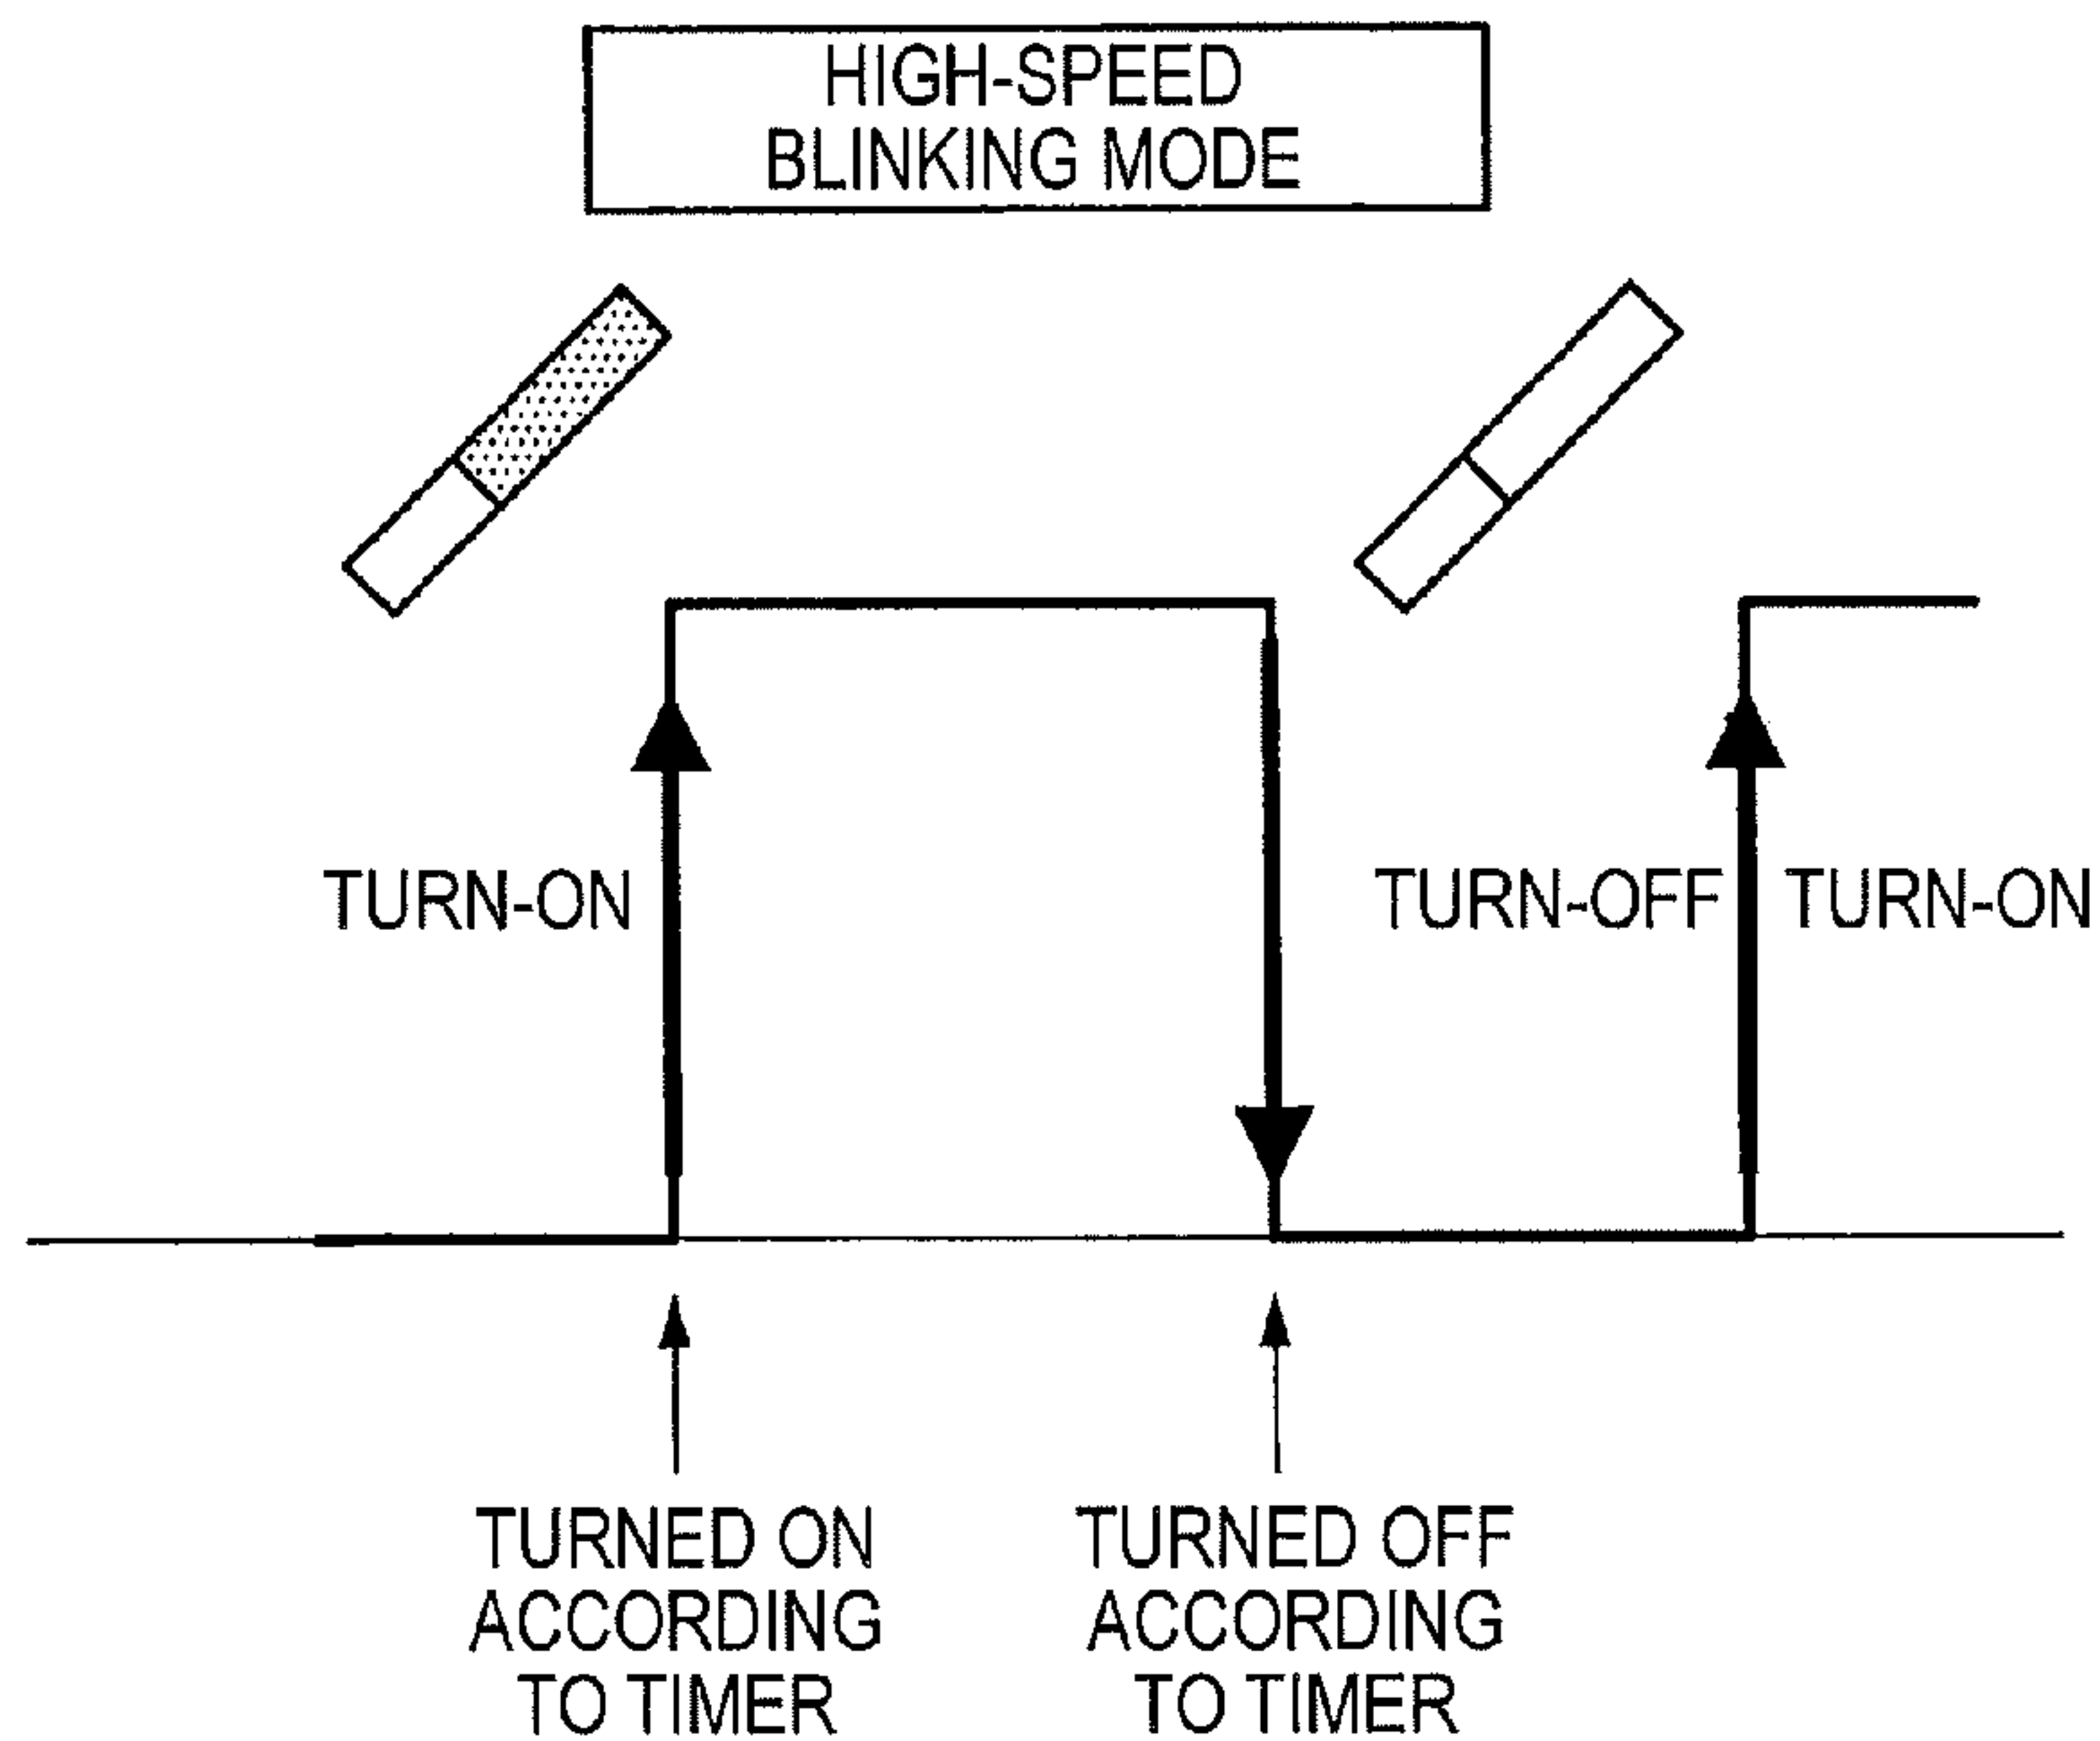 HIGH-SPEED
BLINKING MODE
TURN-ON
TURN-OFF
TURN-ON
TURNED ON
ACCORDING
TO TIMER
TURNED OFF
ACCORDING
TO TIMER